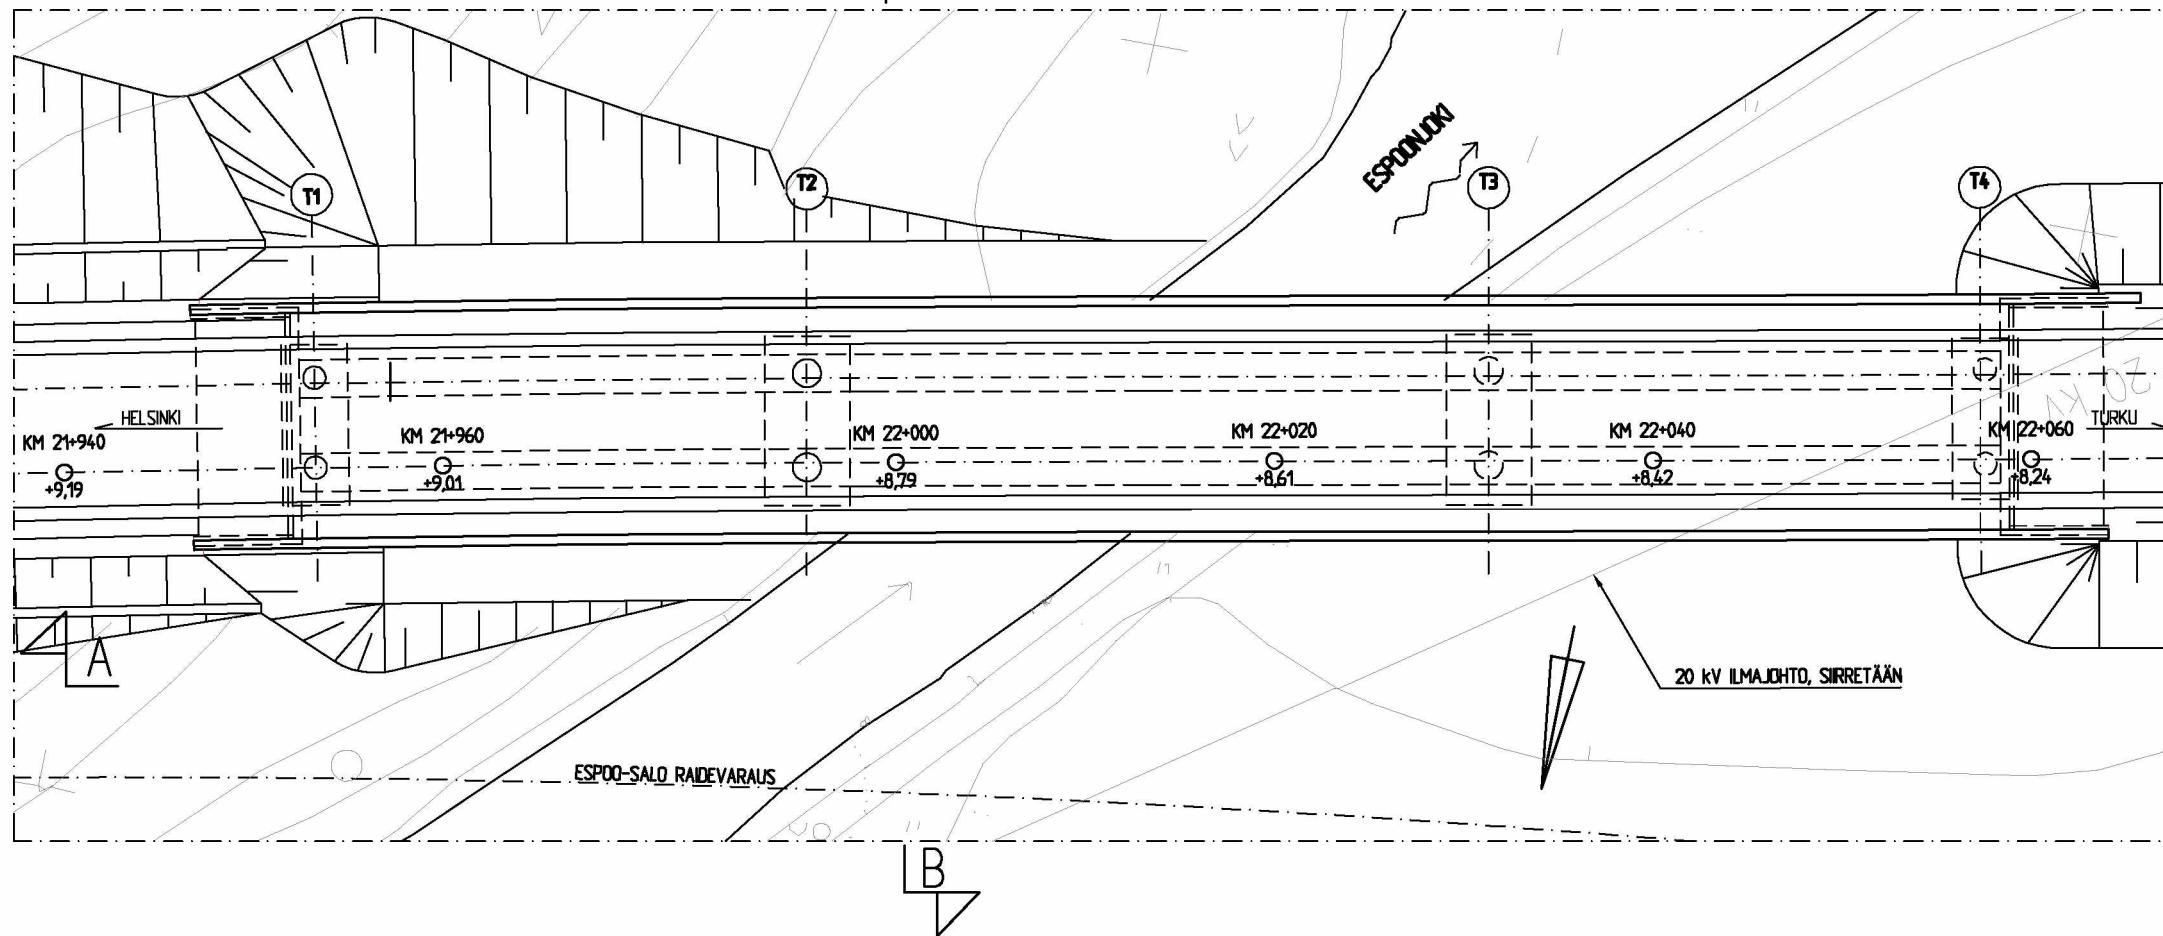 ESPOONJOKI
T1
T2
T3
T4
20 KV
HELSINKI
TURKU
KM 21+940
KM 21+960
KM 22+000
KM 22+020
KM 22+040
KM 22+060
+9,19
+9,01
+8,79
+8,61
+8,42
+8,24
A
20 kV ILMAJOHTO, SIIRRETÄÄN
ESPOO-SALO RAIDEVARAUS
B